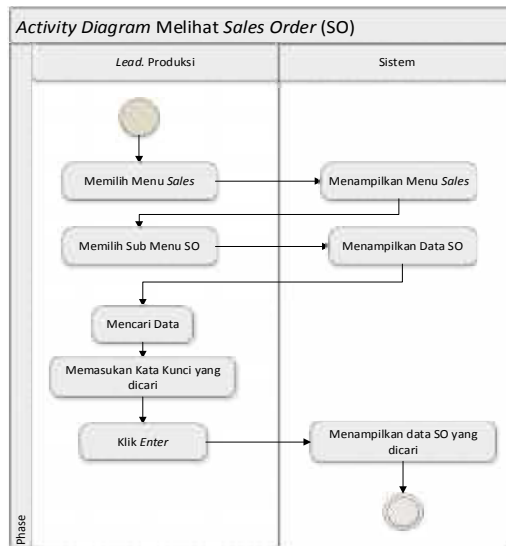 Activity Diagram Melihat Sales Order (SO)
Lead. Produksi
Sistem
Memilih Menu Sales
Menampilkan Menu Sales
Memilih Sub Menu SO
Menampilkan Data SO
Mencari Data
Memasukan Kata Kunci yang
dicari
Klik Enter
Menampilkan data SO yang
dicari
Phase